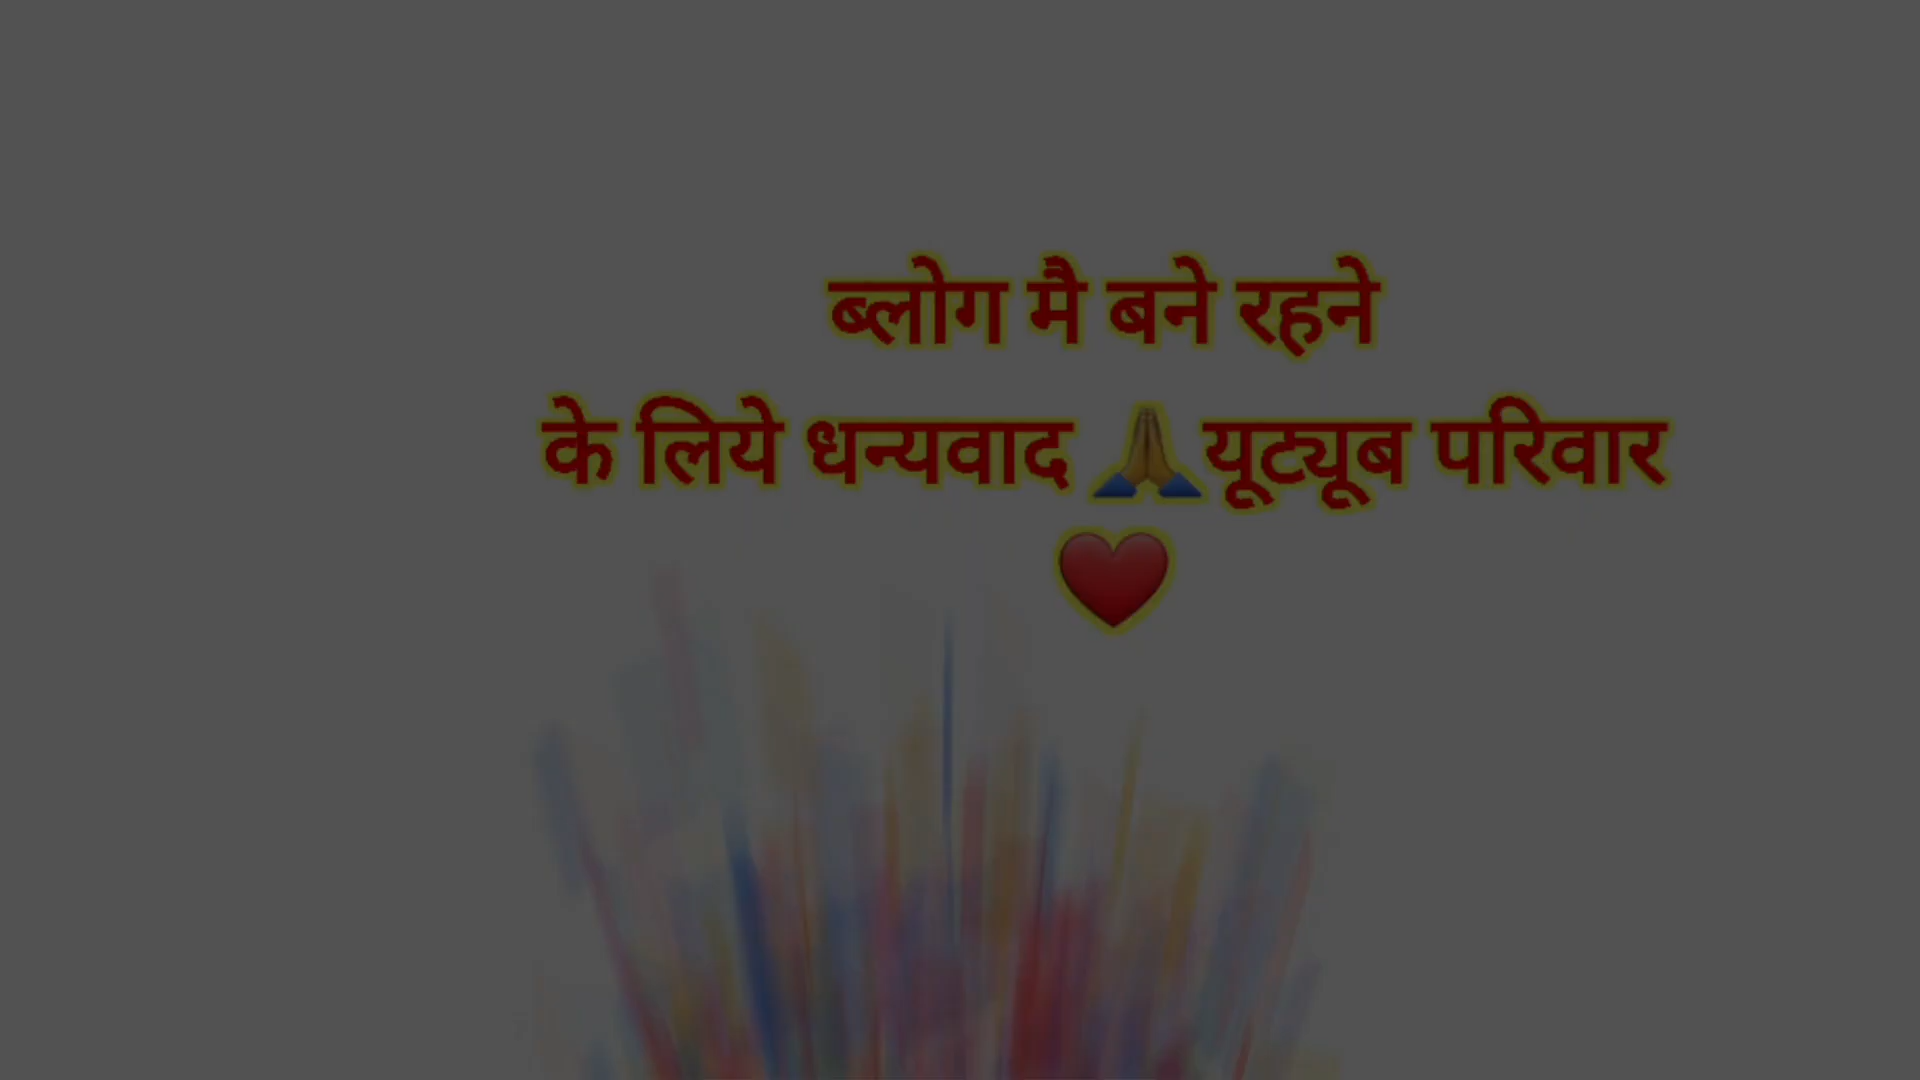 ब्लोग मै बने रहने
के लिये धन्यवाद 🙏यूट्यूब परिवार
❤️